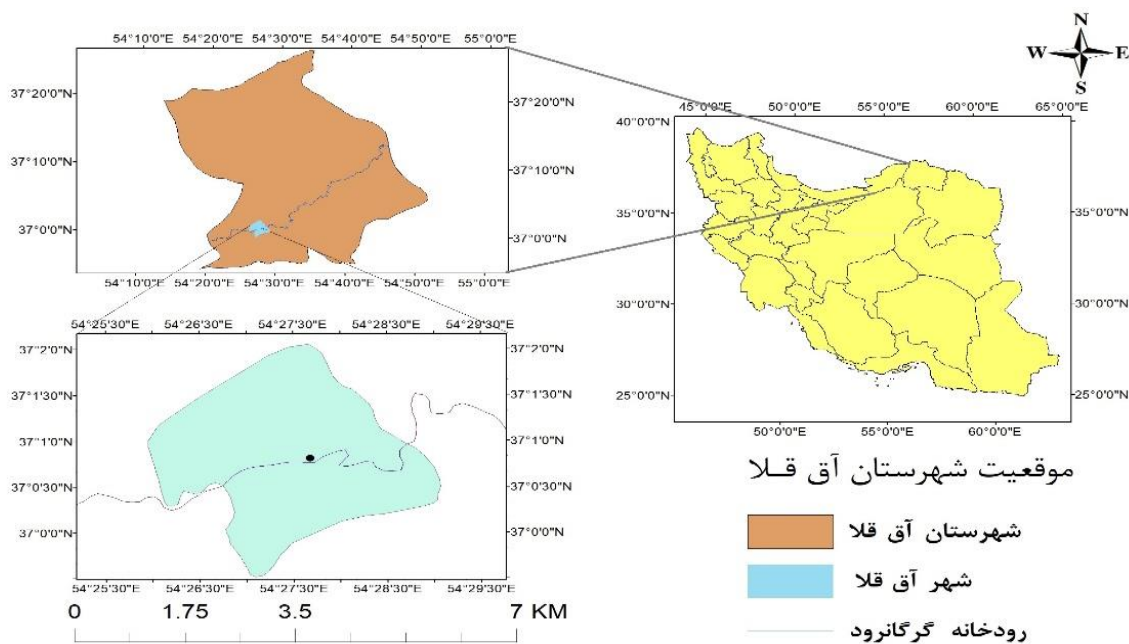 54°10'0"E 54°20'0"E 54°30'0"E 54°40'0"E 54°50'0"E 55°0'0"E
37°20'0"N
37°10'0"N
37°0'0"N
37°20'0"N
37°10'0"N
37°0'0"N
54°10'0"E 54°20'0"E 54°30'0"E 54°40'0"E 54°50'0"E 55°0'0"E
N
W E
S
45°0'0"E 50°0'0"E 55°0'0"E 60°0'0"E 65°0'0"E
40°0'0"N
35°0'0"N
30°0'0"N
25°0'0"N
40°0'0"N
35°0'0"N
30°0'0"N
25°0'0"N
50°0'0"E 55°0'0"E 60°0'0"E
54°25'30"E 54°26'30"E 54°27'30"E 54°28'30"E 54°29'30"E
37°2'0"N
37°1'30"N
37°1'0"N
37°0'30"N
37°0'0"N
37°2'0"N
37°1'30"N
37°1'0"N
37°0'30"N
37°0'0"N
54°25'30"E 54°26'30"E 54°27'30"E 54°28'30"E 54°29'30"E
0 1.75 3.5 7 KM
موقعیت شهرستان آق قـلا
شهرستان آق قلا
شهر آق قلا
رودخانه گرگانرود